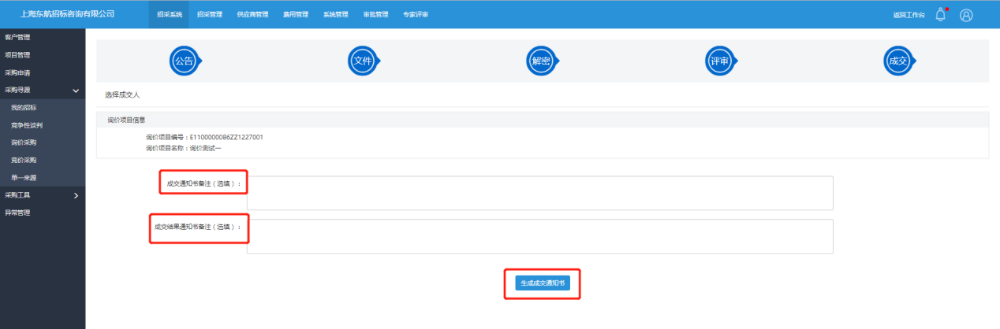 上海东航招标咨询有限公司 招采系统 招采管理 供应商管理 费用管理 系统管理 审批管理 专家评审 返回工作台
客户管理
项目管理
采购申请
采购寻源
我的招标
竞争性谈判
询价采购
竞价采购
单一来源
采购工具
异常管理
公告 文件 解密 评审 成交
选择成交人
询价项目信息
询价项目编号：E1100000086ZZ1227001
询价项目名称：询价测试一
成交通知书备注（选填）：
成交结果通知书备注（选填）：
生成成交通知书